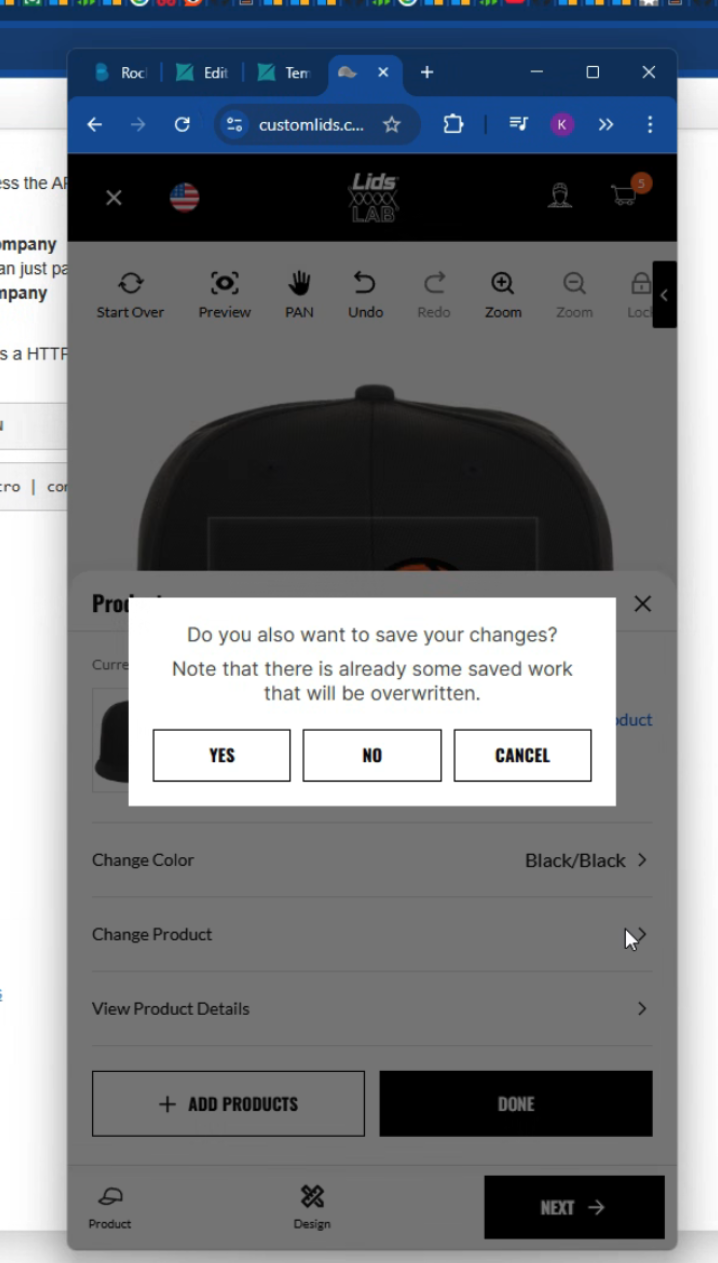 Roc
Edit
Tem
customlids.c...
K
ess the AP
ompany
an just pa
mpany
s a HTTP
tro | cor
Lids
XXXXX
LAB
5
Start Over
Preview
PAN
Undo
Redo
Zoom
Zoom
Lock
Produ
Do you also want to save your changes?
Note that there is already some saved work
that will be overwritten.
YES
NO
CANCEL
Curre
oduct
Change Color
Black/Black
Change Product
View Product Details
+ ADD PRODUCTS
DONE
Product
Design
NEXT